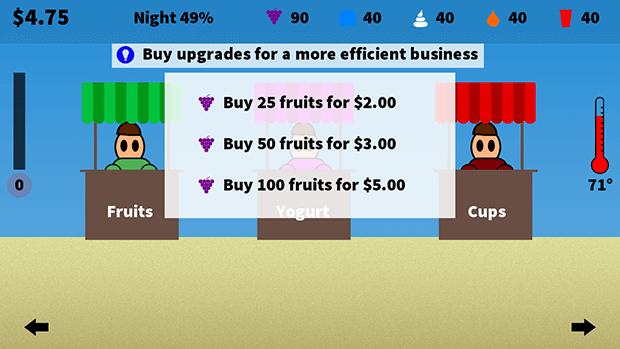 $4.75 Night 49% 90 40 40 40 40
Buy upgrades for a more efficient business
Buy 25 fruits for $2.00
Buy 50 fruits for $3.00
Buy 100 fruits for $5.00
0
71°
Fruits Yogurt Cups